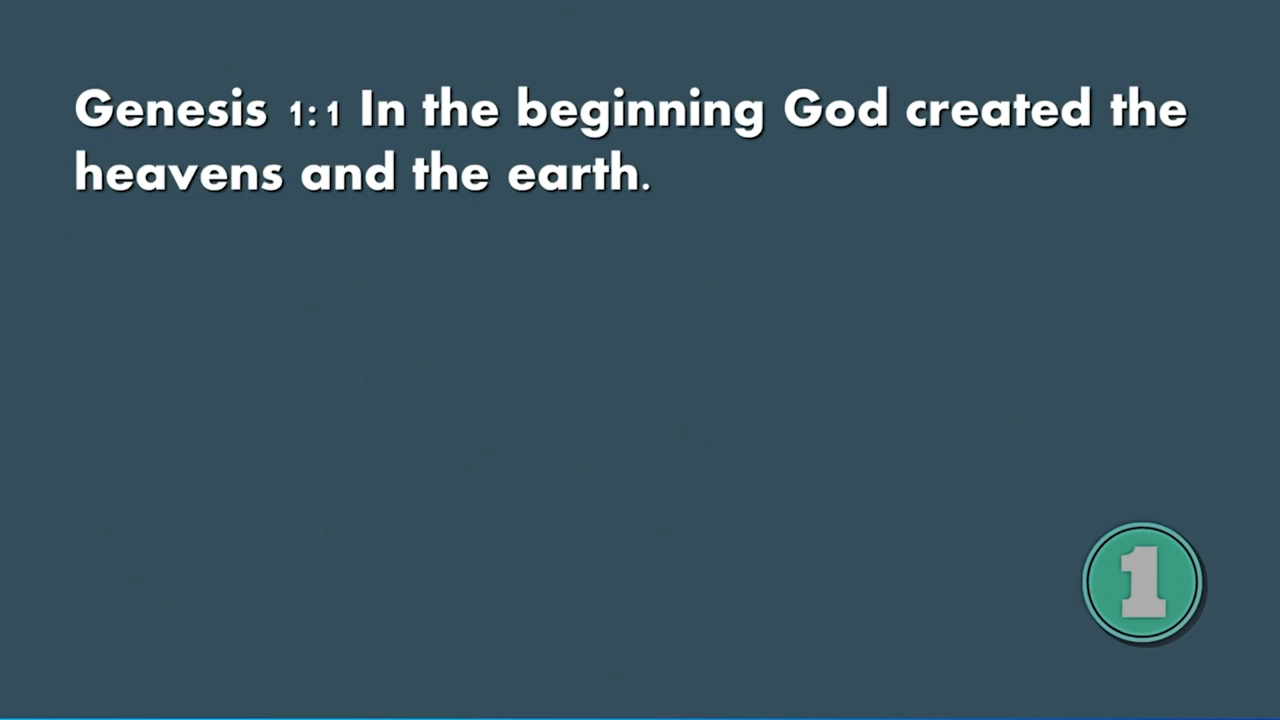 Genesis 1:1 In the beginning God created the
heavens and the earth.
1